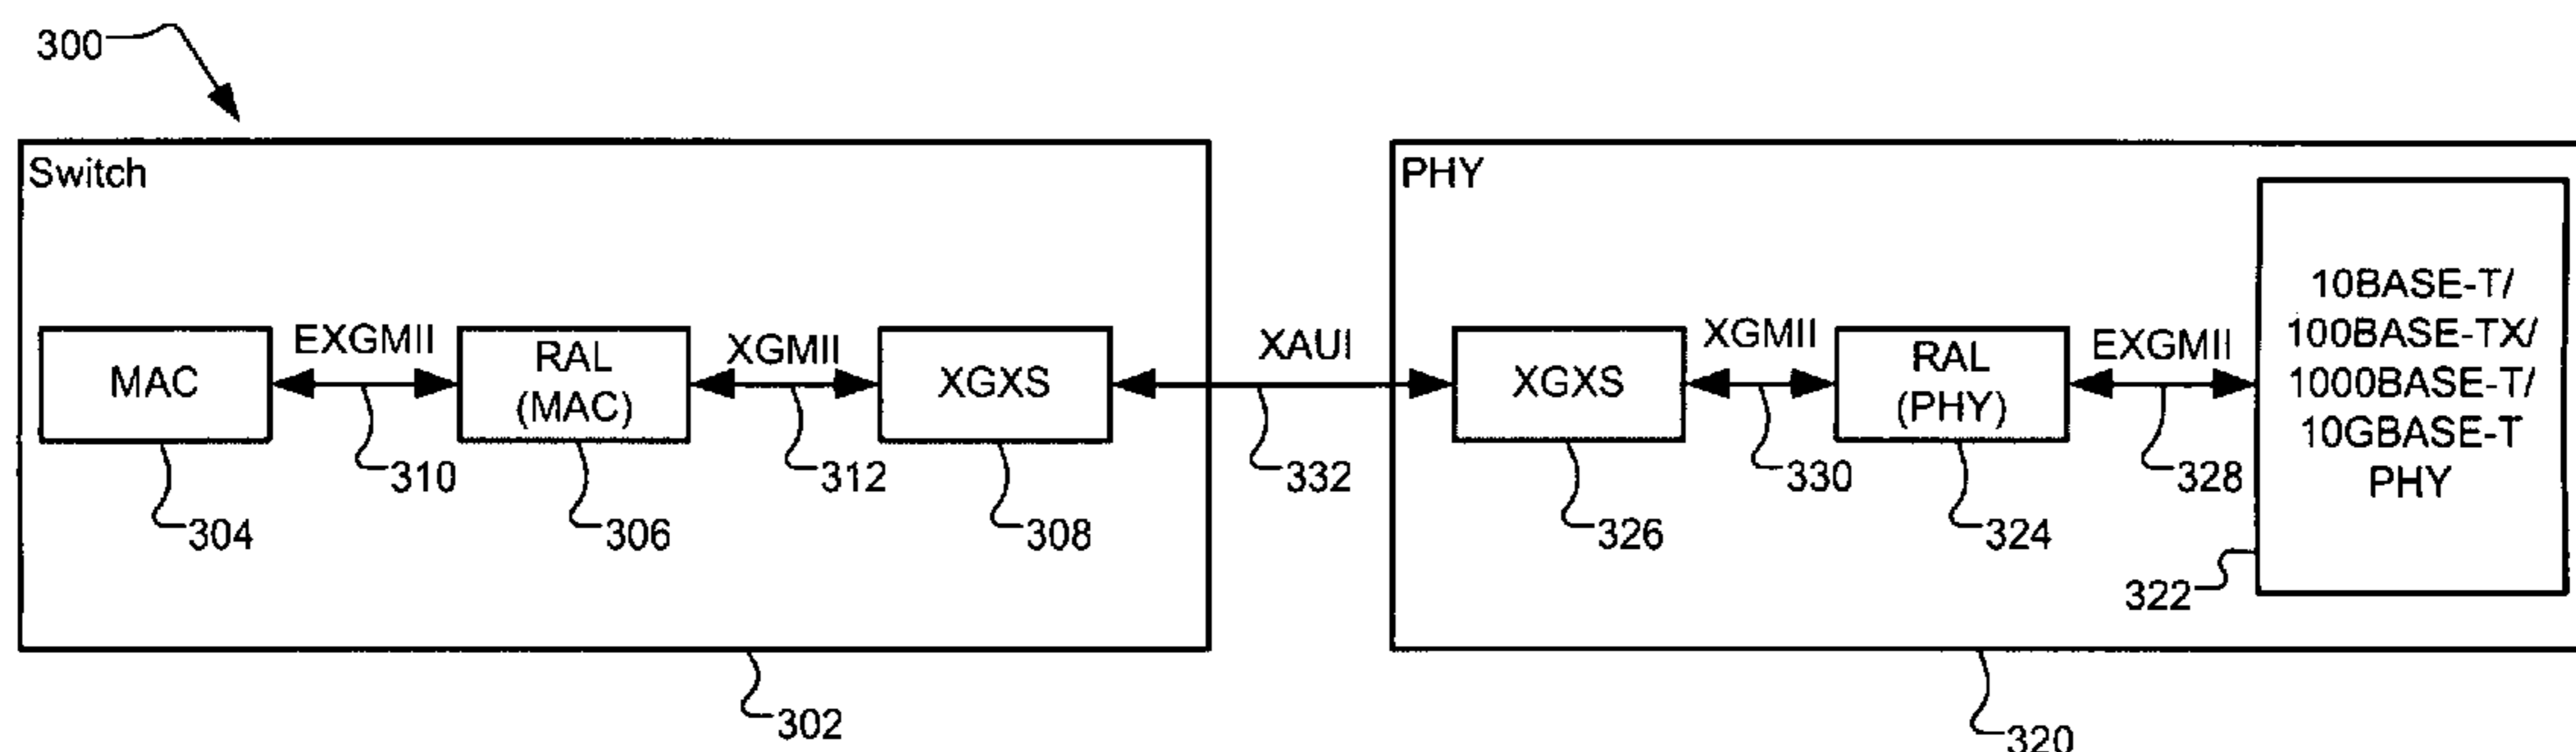 300
Switch
PHY
MAC
EXGMII
RAL
(MAC)
XGMII
XGXS
XAUI
XGXS
XGMII
RAL
(PHY)
EXGMII
10BASE-T/
100BASE-TX/
1000BASE-T/
10GBASE-T
PHY
310
312
332
330
328
304
306
308
326
324
322
302
320